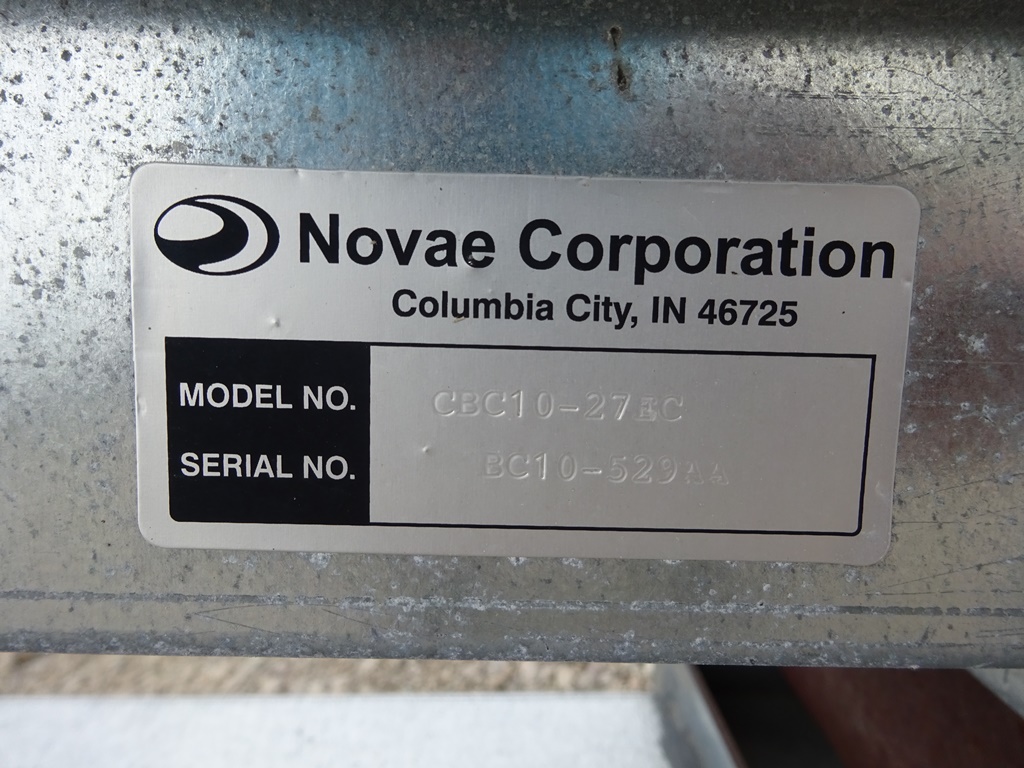 Novae Corporation
Columbia City, IN 46725
MODEL NO. CBC10-27EC
SERIAL NO. BC10-529AA